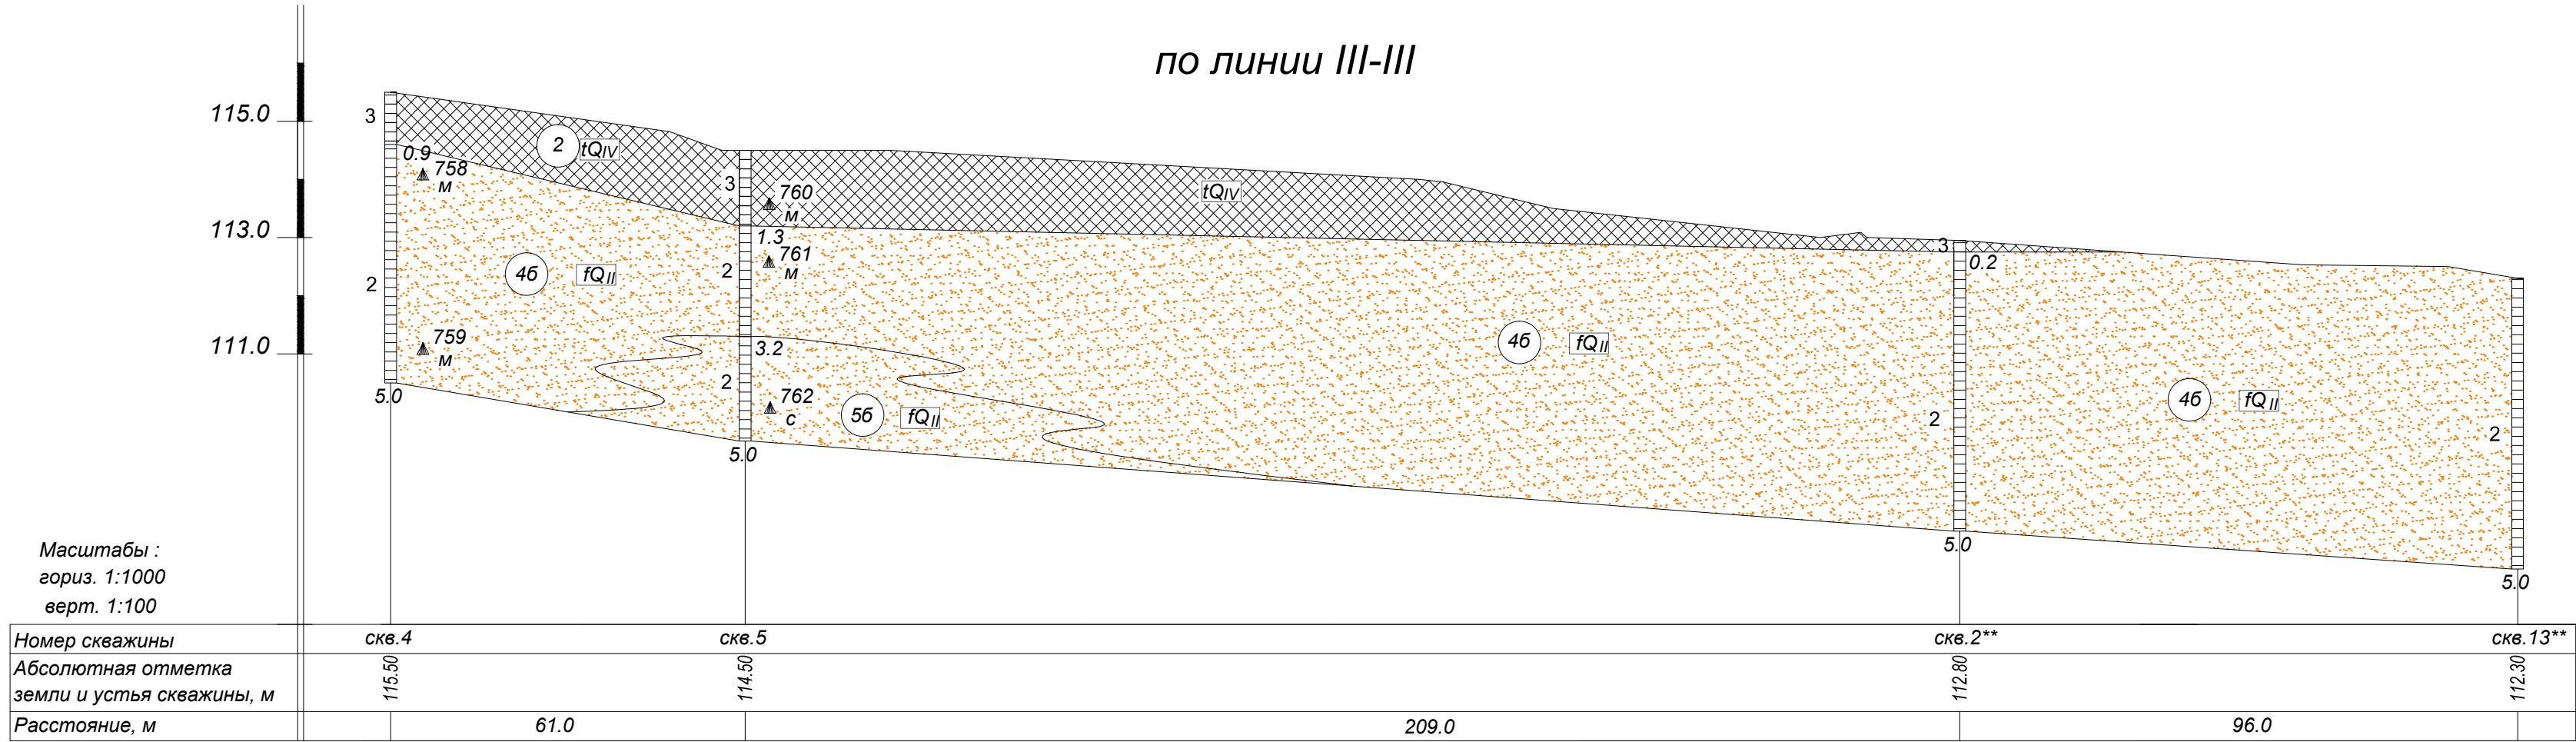 по линии III-III
115.0
113.0
111.0
3
0.9
758
м
2
759
м
5.0
2
tQIV
4б
fQII
3
760
м
1.3
761
м
2
3.2
2
762
с
5.0
5б
fQII
tQIV
4б
fQII
3
0.2
2
5.0
4б
fQII
2
5.0
Масштабы :
гориз. 1:1000
верт. 1:100
Номер скважины
скв.4
скв.5
скв.2**
скв.13**
Абсолютная отметка
земли и устья скважины, м
115.50
114.50
112.80
112.30
Расстояние, м
61.0
209.0
96.0